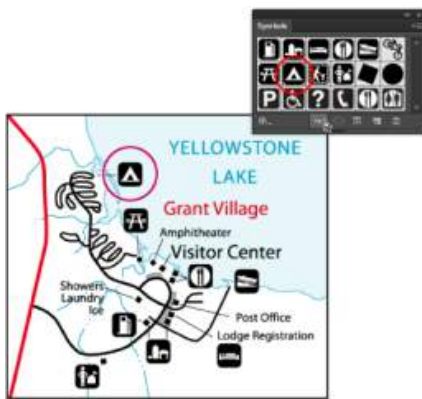 Symbols
P
?
YELLOWSTONE
LAKE
Grant Village
Amphitheater
Visitor Center
Showers
Laundry
Ice
Post Office
Lodge Registration